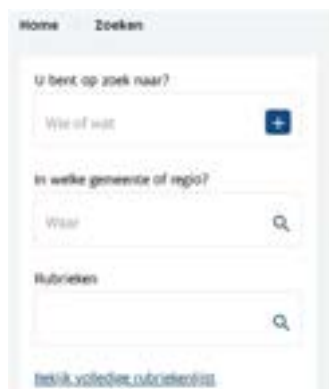 Home Zoeken
U bent op zoek naar?
Wie of wat
In welke gemeente of regio?
Waar
Rubrieken
Bekijk volledige rubriekenlijst